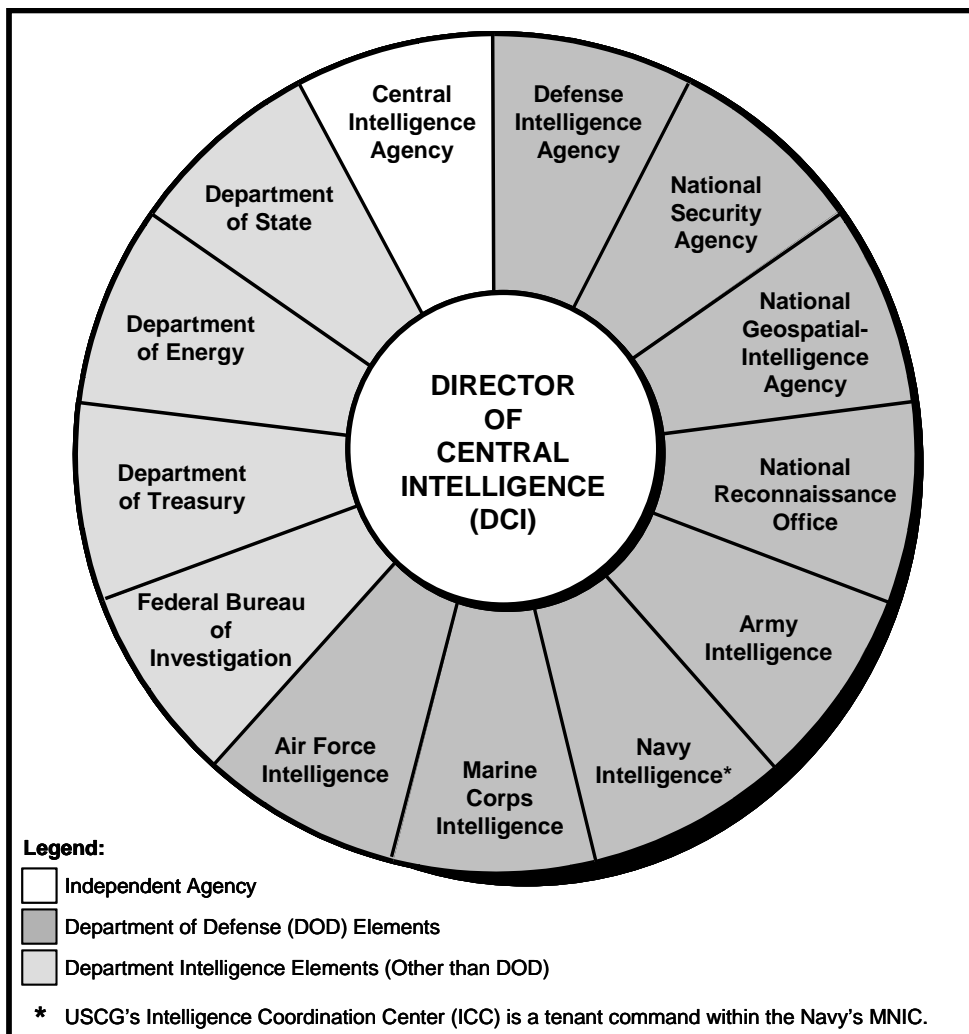 Central
Intelligence
Agency
Defense
Intelligence
Agency
National
Security
Agency
National
Geospatial-
Intelligence
Agency
National
Reconnaissance
Office
Army
Intelligence
Navy
Intelligence*
Marine
Corps
Intelligence
Air Force
Intelligence
Federal Bureau
of
Investigation
Department
of Treasury
Department
of Energy
Department
of State
DIRECTOR
OF
CENTRAL
INTELLIGENCE
(DCI)
Legend:
Independent Agency
Department of Defense (DOD) Elements
Department Intelligence Elements (Other than DOD)
* USCG's Intelligence Coordination Center (ICC) is a tenant command within the Navy's MNIC.